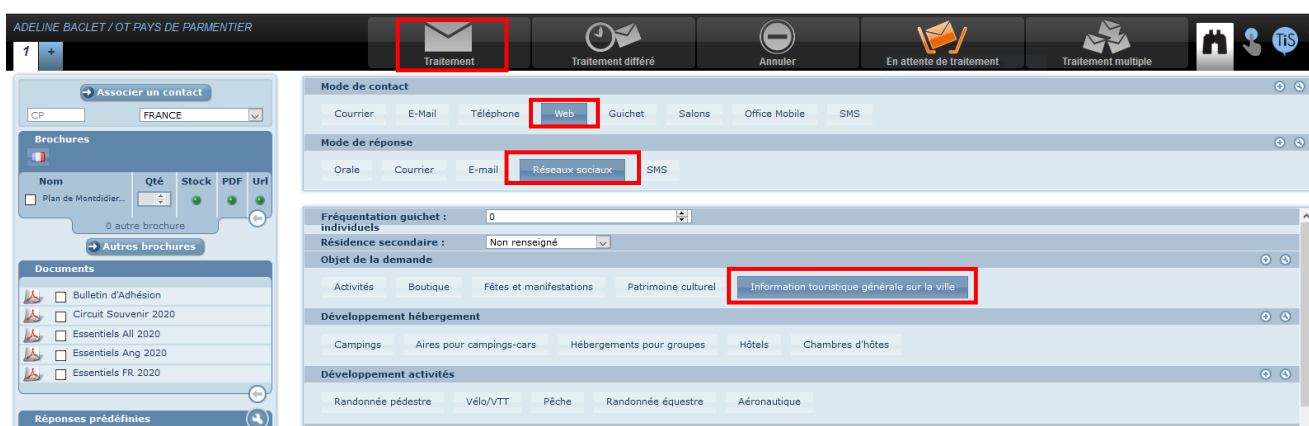 ADELINE BACLET / OT PAYS DE PARMENTIER
1 +
Traitement
Traitement différé
Annuler
En attente de traitement
Traitement multiple
TiS
Associer un contact
CP
FRANCE
Brochures
Nom Qté Stock PDF Url
Plan de Montdidier...
0 autre brochure
Autres brochures
Documents
Bulletin d'Adhésion
Circuit Souvenir 2020
Essentiels All 2020
Essentiels Ang 2020
Essentiels FR 2020
Réponses prédéfinies
Mode de contact
Courrier E-Mail Téléphone Web Guichet Salons Office Mobile SMS
Mode de réponse
Orale Courrier E-mail Réseaux sociaux SMS
Fréquentation guichet : 0
individuels
Résidence secondaire : Non renseigné
Objet de la demande
Activités Boutique Fêtes et manifestations Patrimoine culturel Information touristique générale sur la ville
Développement hébergement
Campings Aires pour campings-cars Hébergements pour groupes Hôtels Chambres d'hôtes
Développement activités
Randonnée pédestre Vélo/VTT Pêche Randonnée équestre Aéronautique